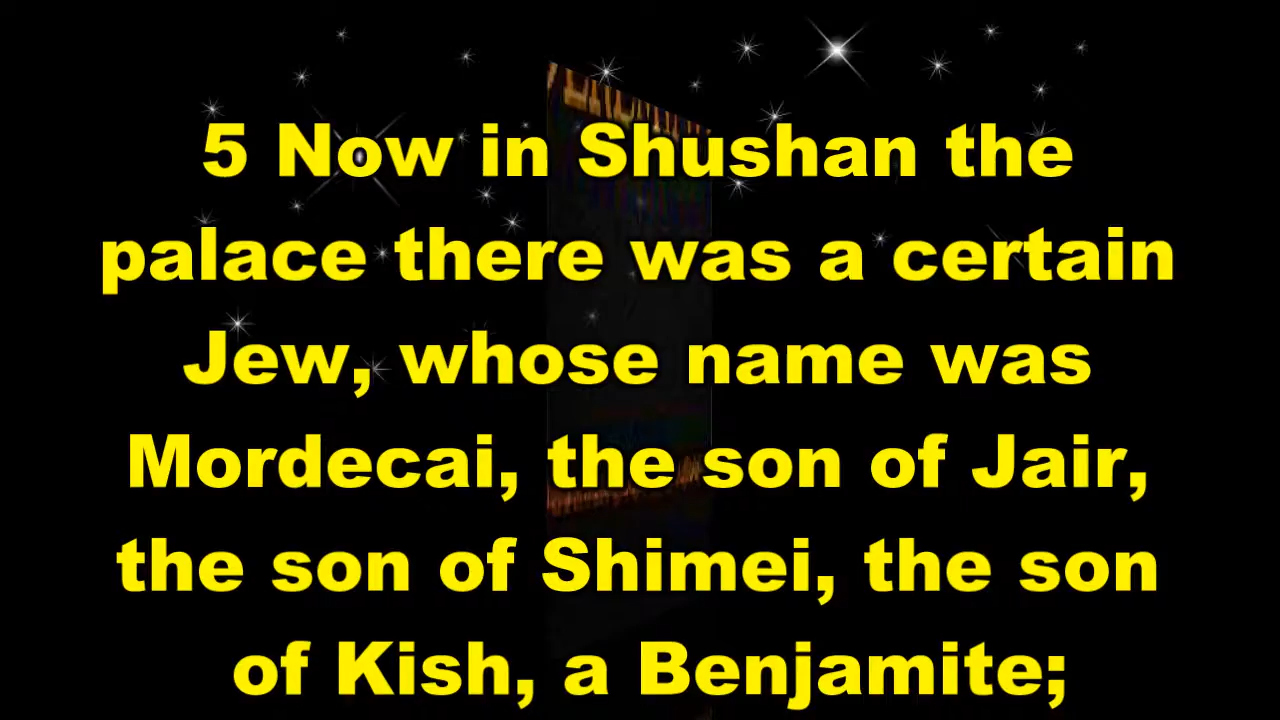 5 Now in Shushan the
palace there was a certain
Jew, whose name was
Mordecai, the son of Jair,
the son of Shimei, the son
of Kish, a Benjamite;